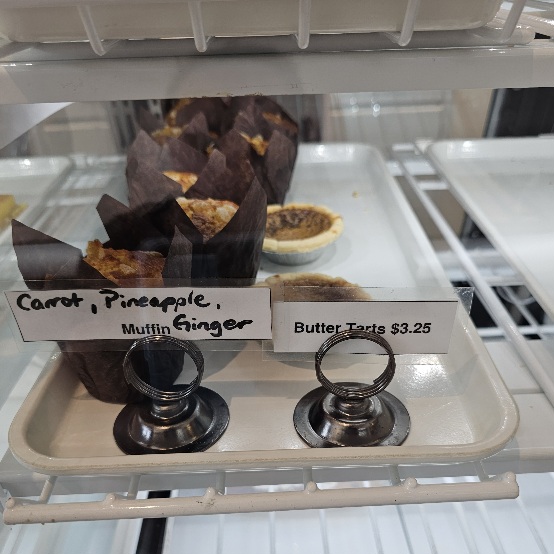 Carrot, Pineapple,
Muffin Ginger
Butter Tarts $3.25